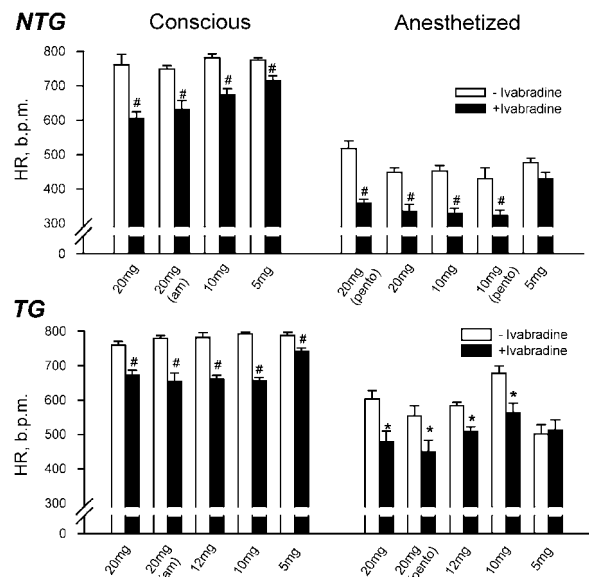 NTG
Conscious
Anesthetized
800
700
600
500
400
300
0
HR, b.p.m.
- Ivabradine
+Ivabradine
# # # #
# # # #
20mg
20mg (am)
10mg
5mg
20mg (pento)
20mg
10mg
10mg (pento)
5mg
TG
800
700
600
500
400
300
0
HR, b.p.m.
- Ivabradine
+Ivabradine
# # # # #
* * * *
20mg
20mg (am)
12mg
10mg
5mg
20mg
20mg (pento)
12mg
10mg
5mg